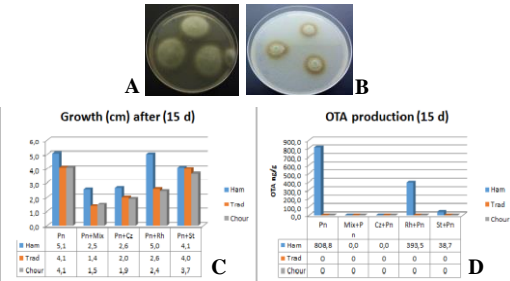 A
B
Growth (cm) after (15 d)
6,0
5,0
4,0
3,0
2,0
1,0
0,0
Ham
Trad
Chour
Pn Pn+Mix Pn+Cz Pn+Rh Pn+St
Ham 5,1 2,5 2,6 5,0 4,1
Trad 4,1 1,4 2,0 2,6 4,0
Chour 4,1 1,5 1,9 2,4 3,7
C
OTA production (15 d)
OTA ng/g
900,0
800,0
700,0
600,0
500,0
400,0
300,0
200,0
100,0
0,0
Ham
Trad
Chour
Pn Mix+Pn Cz+Pn Rh+Pn St+Pn
Ham 808,8 0,0 0,0 393,5 38,7
Trad 0 0 0 0 0
Chour 0 0 0 0 0
D